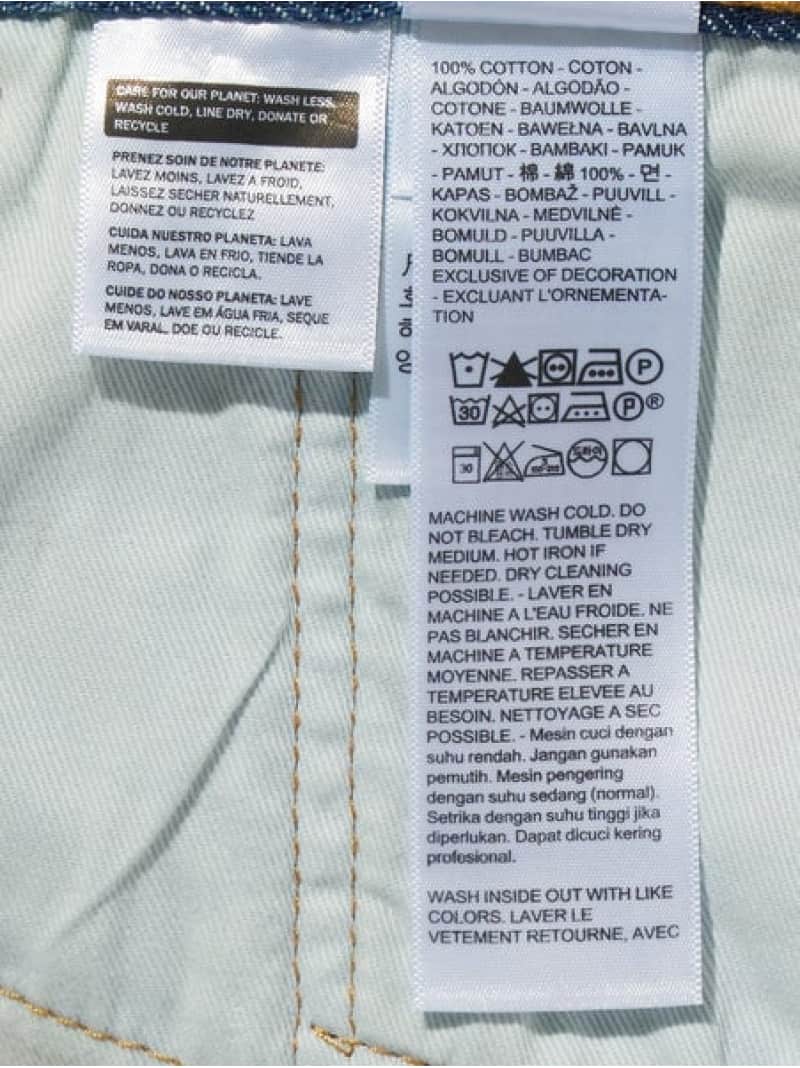 CARE FOR OUR PLANET: WASH LESS,
WASH COLD, LINE DRY, DONATE OR
RECYCLE
PRENEZ SOIN DE NOTRE PLANETE:
LAVEZ MOINS, LAVEZ A FROID,
LAISSEZ SECHER NATURELLEMENT,
DONNEZ OU RECYCLEZ
CUIDA NUESTRO PLANETA: LAVA
MENOS, LAVA EN FRIO, TIENDE LA
ROPA, DONA O RECICLA.
CUIDE DO NOSSO PLANETA: LAVE
MENOS, LAVE EM ÁGUA FRIA, SEQUE
EM VARAL, DOE OU RECICLE.
100% COTTON - COTON -
ALGODÓN - ALGODÃO -
COTONE - BAUMWOLLE -
KATOEN - BAWEŁNA - BAVLNA
- ХЛОПОК - BAMBAKI - PAMUK
- PAMUT - 棉 - 綿 100% - 면 -
KAPAS - BOMBAŽ - PUUVILL -
KOKVILNA - MEDVILNĖ -
BOMULD - PUUVILLA -
BOMULL - BUMBAC
EXCLUSIVE OF DECORATION
- EXCLUANT L'ORNEMENTA-
TION
P
30 P ®
30
MACHINE WASH COLD. DO
NOT BLEACH. TUMBLE DRY
MEDIUM. HOT IRON IF
NEEDED. DRY CLEANING
POSSIBLE. - LAVER EN
MACHINE A L'EAU FROIDE. NE
PAS BLANCHIR. SECHER EN
MACHINE A TEMPERATURE
MOYENNE. REPASSER A
TEMPERATURE ELEVEE AU
BESOIN. NETTOYAGE A SEC
POSSIBLE. - Mesin cuci dengan
suhu rendah. Jangan gunakan
pemutih. Mesin pengering
dengan suhu sedang (normal).
Setrika dengan suhu tinggi jika
diperlukan. Dapat dicuci kering
profesional.
WASH INSIDE OUT WITH LIKE
COLORS. LAVER LE
VETEMENT RETOURNE, AVEC